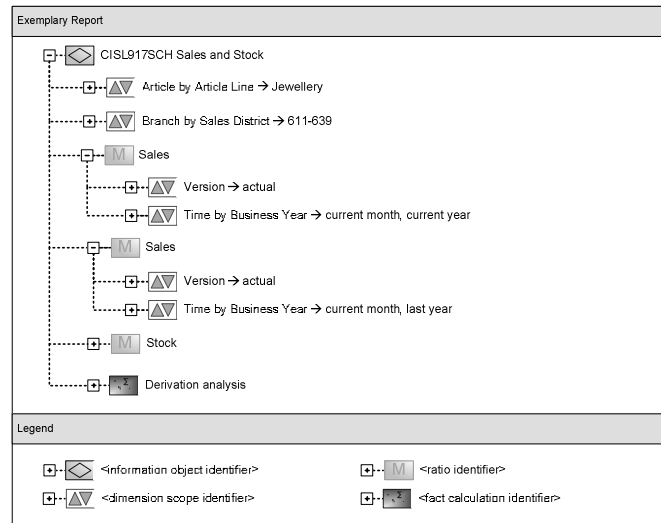 Exemplary Report
CISL917SCH Sales and Stock
Article by Article Line → Jewellery
Branch by Sales District → 611-639
M Sales
Version → actual
Time by Business Year → current month, current year
M Sales
Version → actual
Time by Business Year → current month, last year
M Stock
Derivation analysis
Legend
<information object identifier>
M <ratio identifier>
<dimension scope identifier>
<fact calculation identifier>